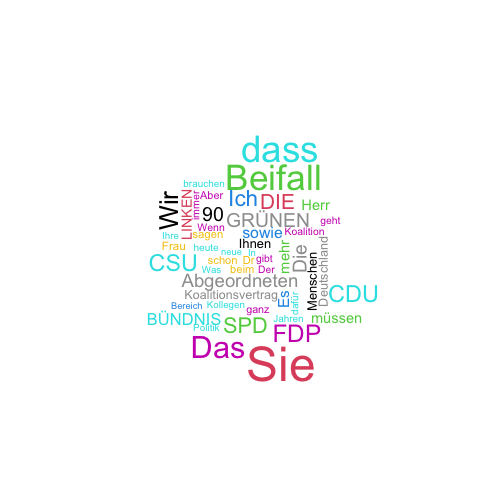 dass
Beifall
brauchen
Wir
LINKEN
immer
Aber
Ich
DIE
Herr
90
GRÜNEN
geht
Wenn
Ihre
sagen
sowie
Koalition
Ihnen
Frau
heute
neue
In
mehr
Die
Menschen
Deutschland
CSU
schon
Dr
gibt
Was
beim
Der
Abgeordneten
Koalitionsvertrag
Es
dafür
CDU
Bereich
Kollegen
ganz
Jahren
müssen
BÜNDNIS
Politik
SPD
FDP
Das
Sie